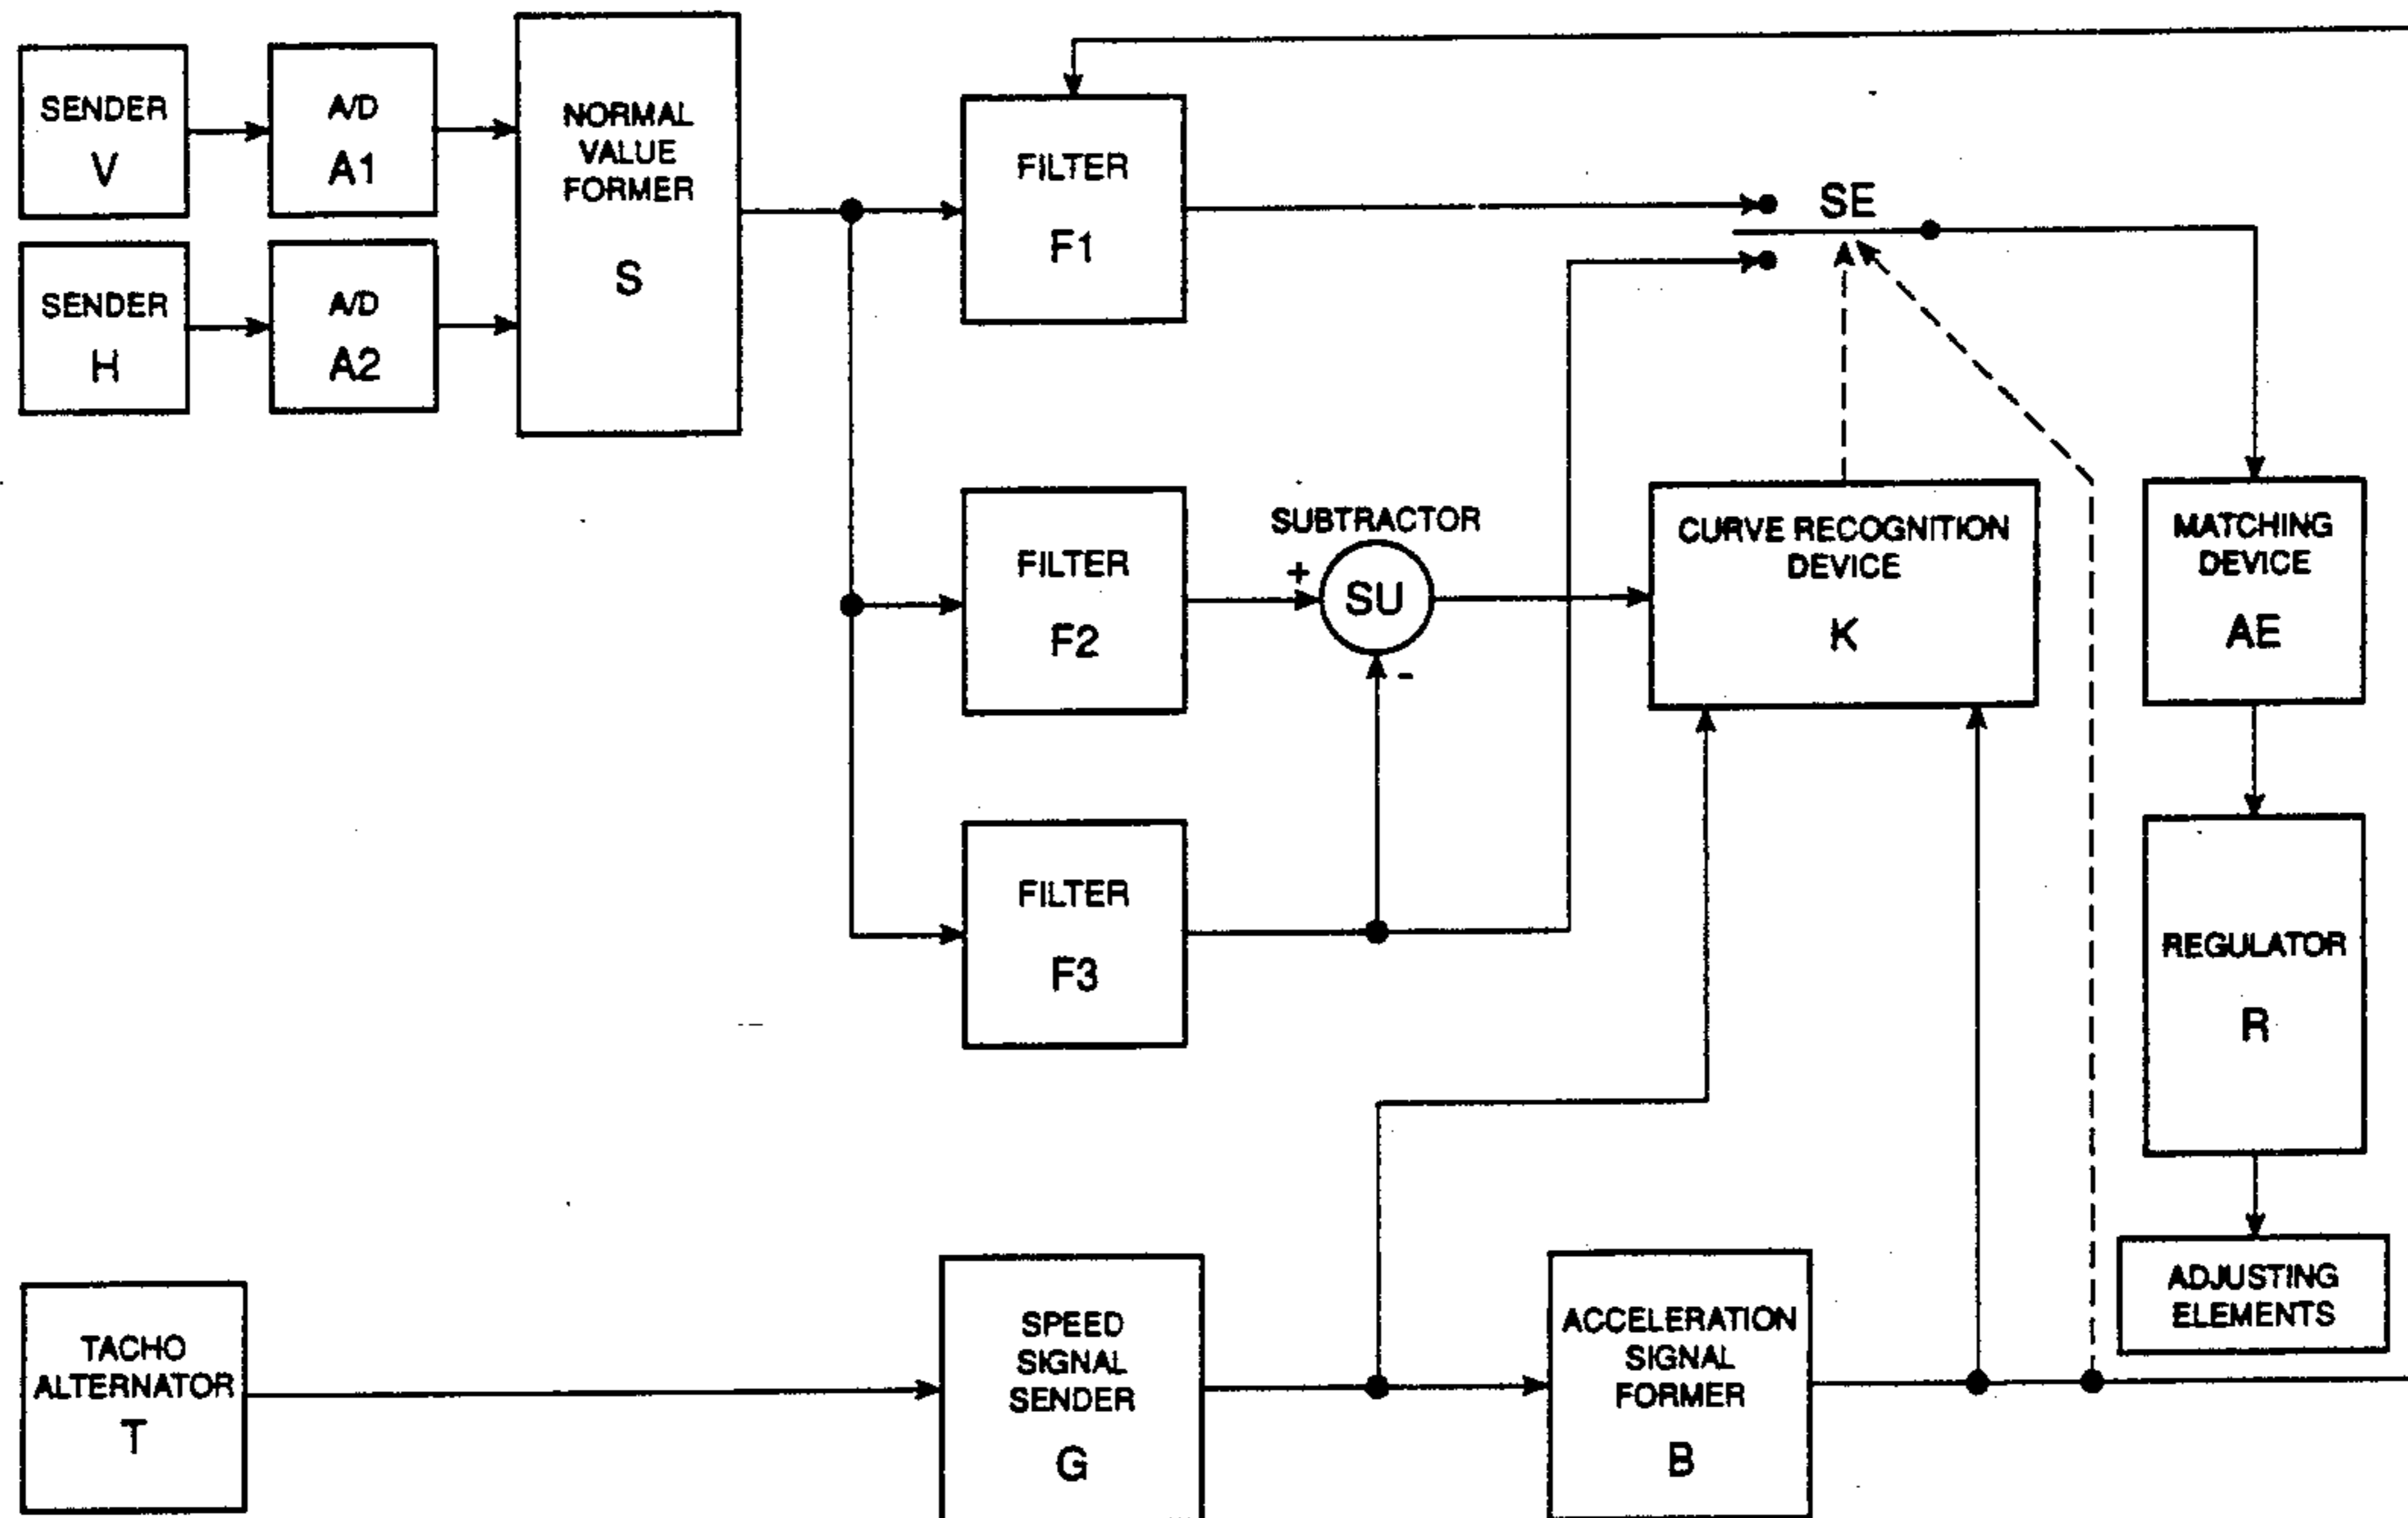 SENDER
V
A/D
A1
NORMAL
VALUE
FORMER
S
SENDER
H
A/D
A2
FILTER
F1
SE
FILTER
F2
SUBTRACTOR
+
SU
-
CURVE RECOGNITION
DEVICE
K
MATCHING
DEVICE
AE
FILTER
F3
REGULATOR
R
TACHO
ALTERNATOR
T
SPEED
SIGNAL
SENDER
G
ACCELERATION
SIGNAL
FORMER
B
ADJUSTING
ELEMENTS